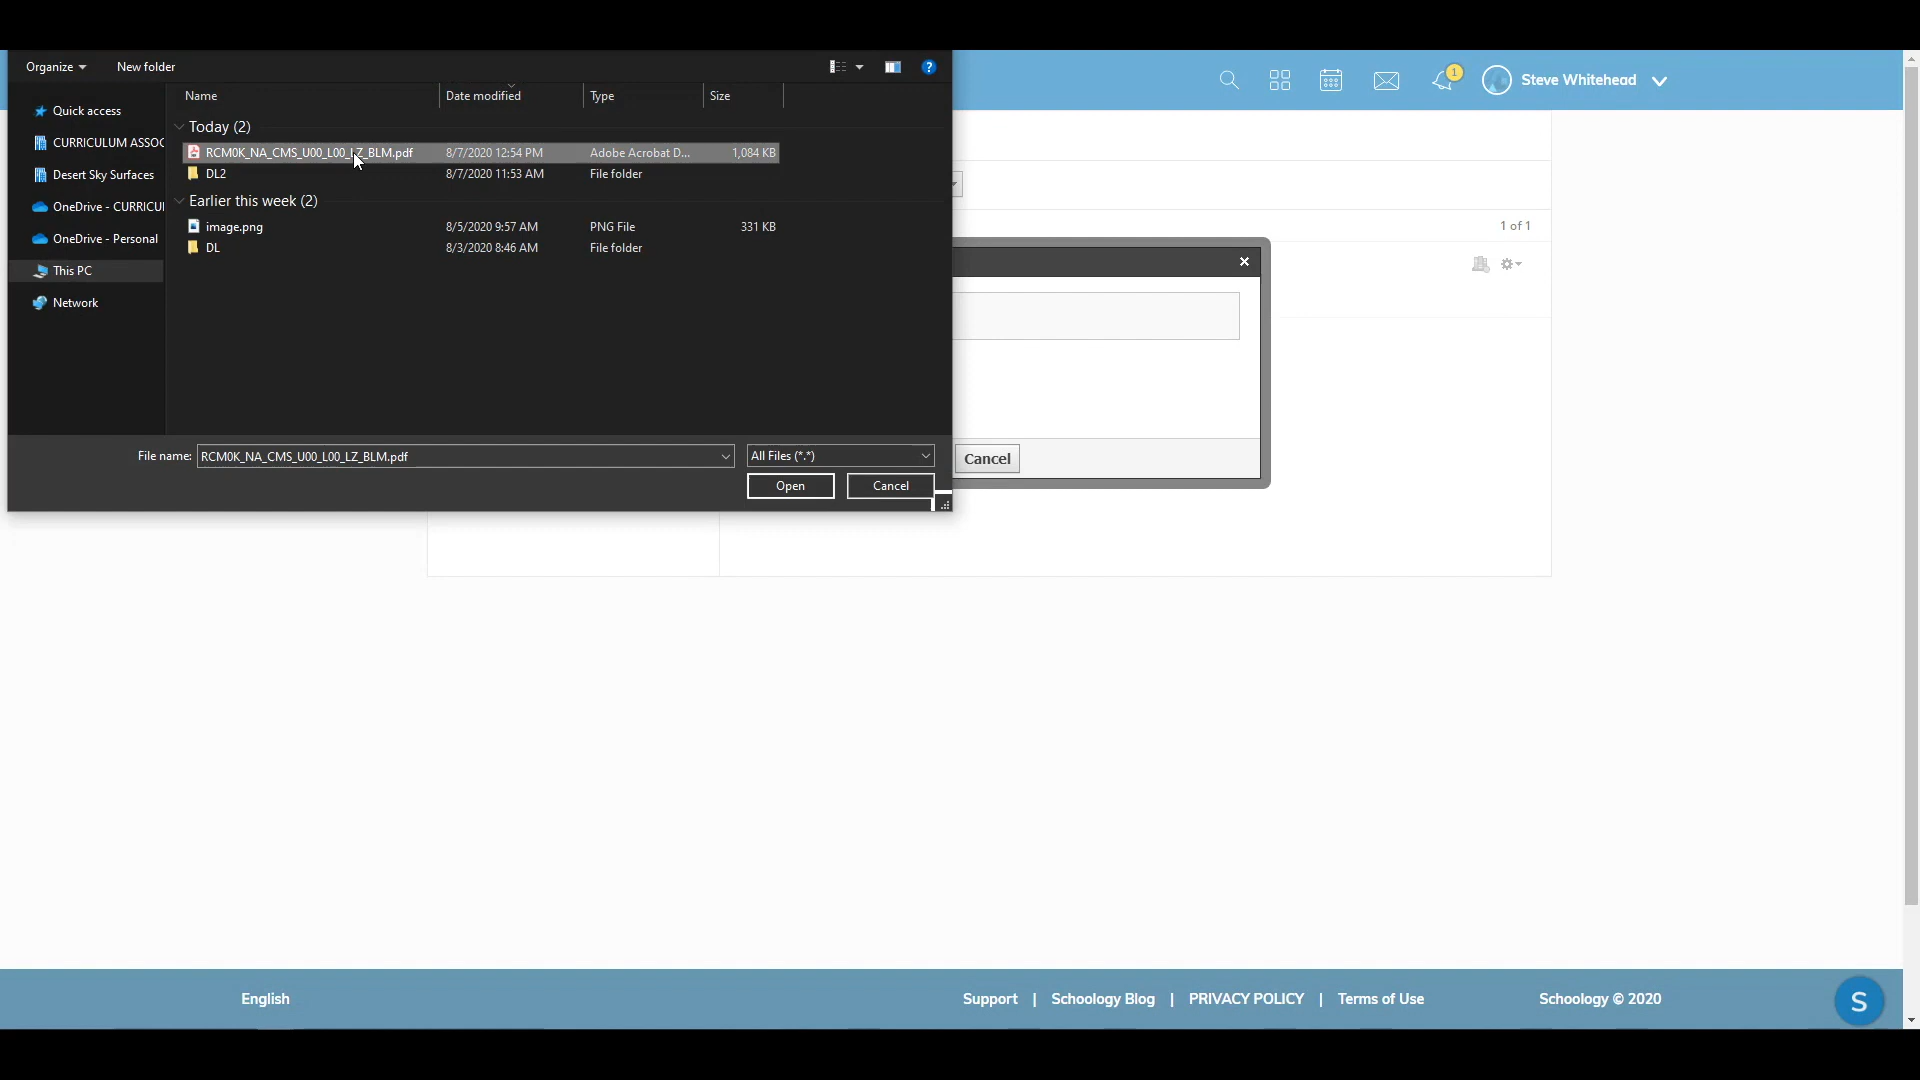 Organize
New folder
?
1
Steve Whitehead
Name
Date modified
Type
Size
Quick access
CURRICULUM ASSOC
Desert Sky Surfaces
OneDrive - CURRICUI
OneDrive - Personal
This PC
Network
Today (2)
RCM0K_NA_CMS_U00_L00_LZ_BLM.pdf 8/7/2020 12:54 PM Adobe Acrobat D... 1,084 KB
DL2 8/7/2020 11:53 AM File folder
Earlier this week (2)
image.png 8/5/2020 9:57 AM PNG File 331 KB
DL 8/3/2020 8:46 AM File folder
File name: RCM0K_NA_CMS_U00_L00_LZ_BLM.pdf
All Files (*.*)
Open
Cancel
1 of 1
×
Cancel
English
Support | Schoology Blog | PRIVACY POLICY | Terms of Use
Schoology © 2020
S